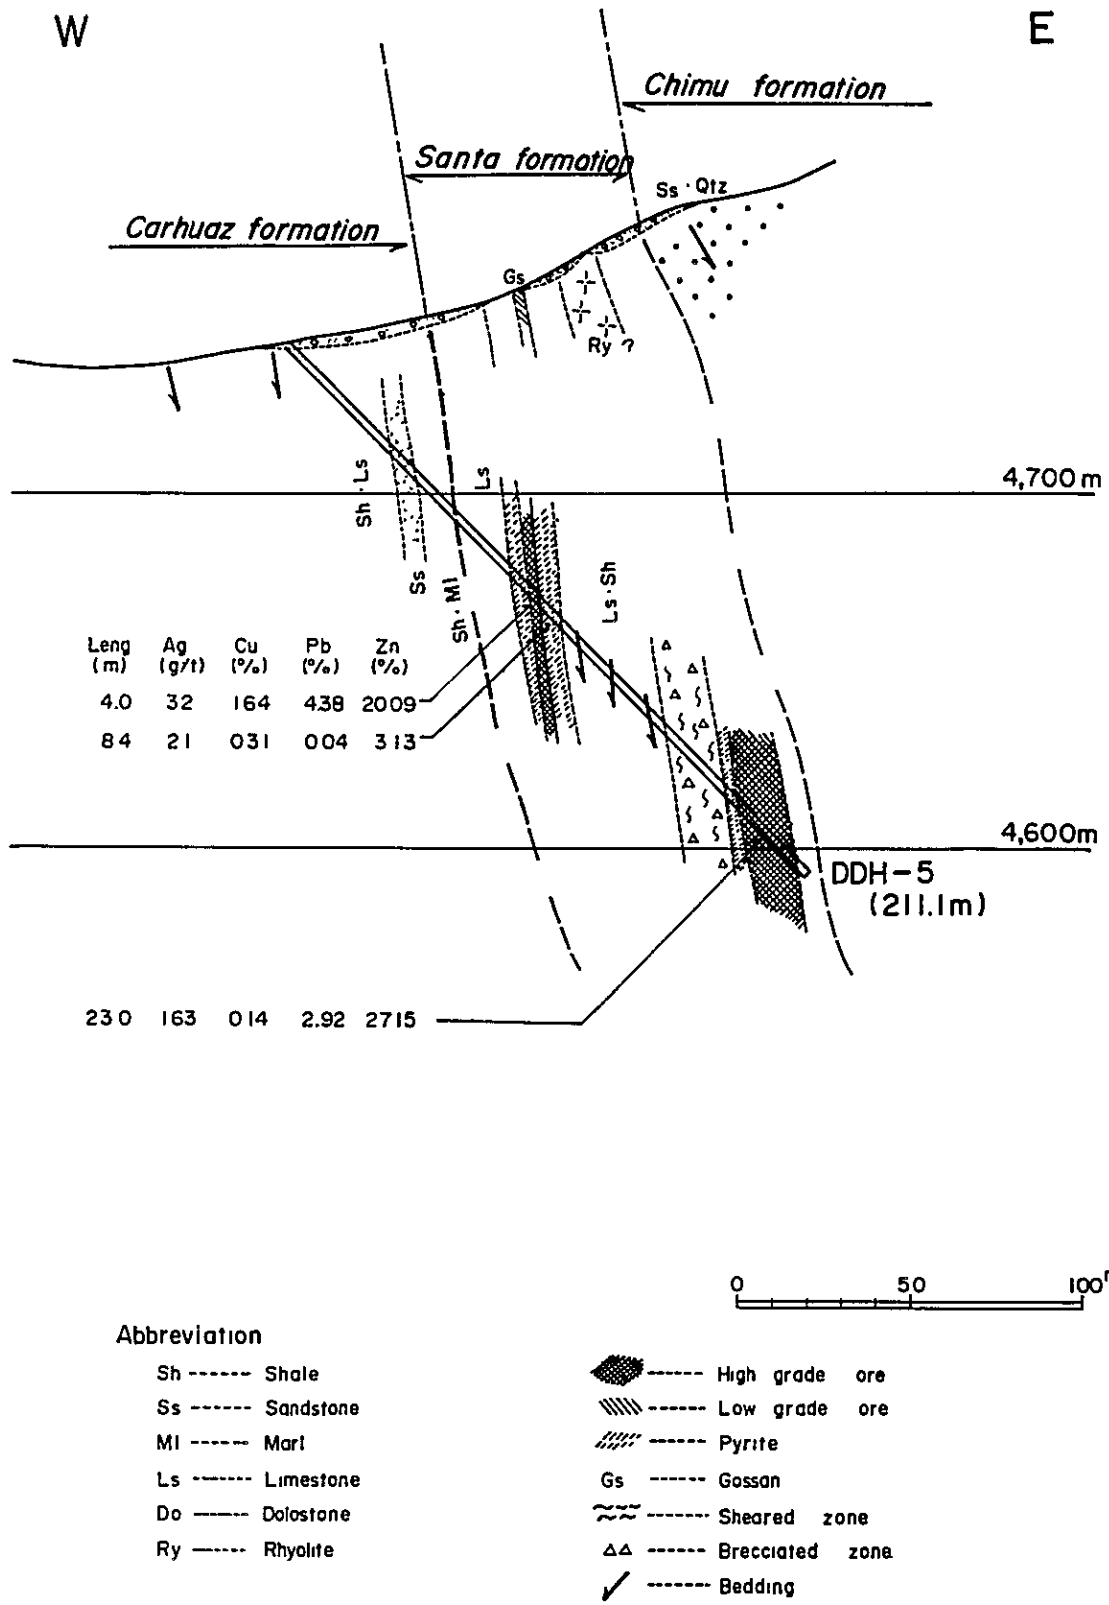 W
E
Chimu formation
Santa formation
Ss · Qtz
Carhuaz formation
Gs
Ry ?
4,700m
Sh · Ls
Ls
Ss
Sh · Ml
Ls · Sh
Leng Ag Cu Pb Zn
(m) (g/t) (%) (%) (%)
4.0 32 164 4.38 2009
84 21 031 004 313
4,600m
DDH-5
(211.1m)
230 163 014 2.92 2715
0 50 100
Abbreviation
Sh ------- Shale
Ss ------- Sandstone
Ml ------- Marl
Ls ------- Limestone
Do ------- Dolostone
Ry ------- Rhyolite
------- High grade ore
------- Low grade ore
------- Pyrite
Gs ------- Gossan
------- Sheared zone
------- Brecciated zone
------- Bedding